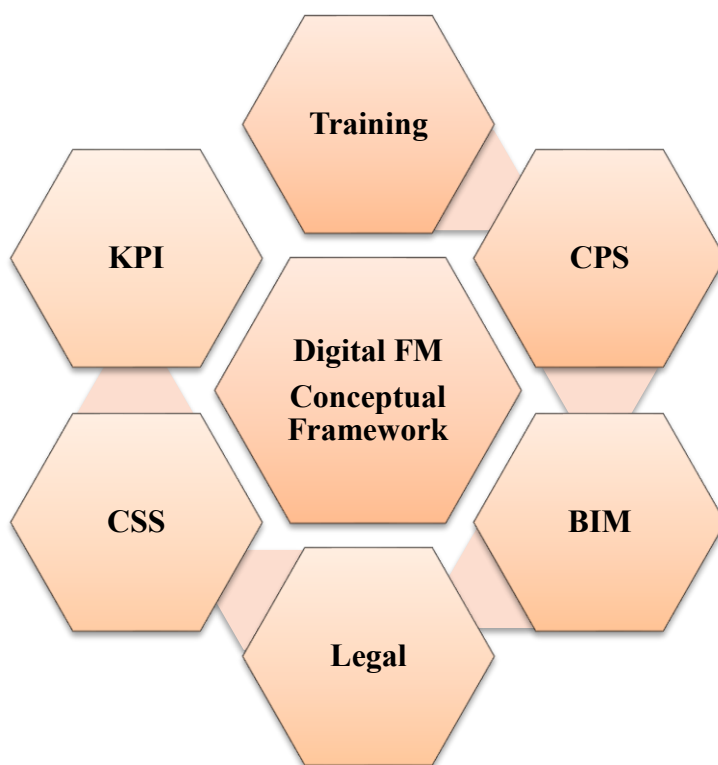 Training
KPI
CPS
Digital FM
Conceptual
Framework
CSS
BIM
Legal